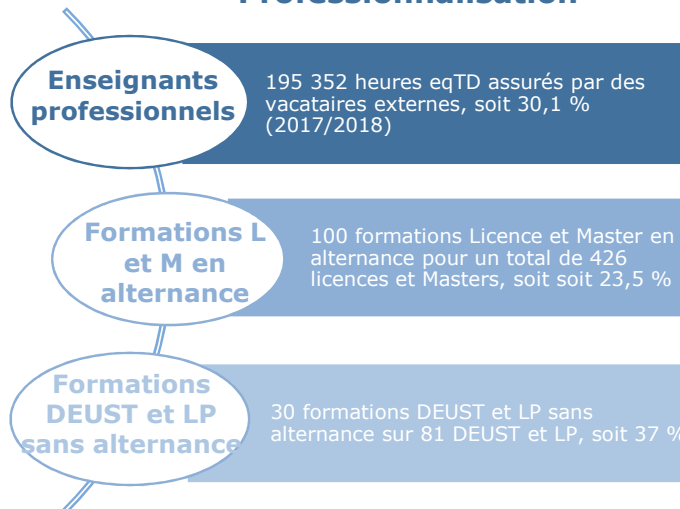 Professionnalisation
Enseignants
professionnels
195 352 heures eqTD assurés par des
vacataires externes, soit 30,1 %
(2017/2018)
Formations L
et M en
alternance
100 formations Licence et Master en
alternance pour un total de 426
licences et Masters, soit soit 23,5 %
Formations
DEUST et LP
sans alternance
30 formations DEUST et LP sans
alternance sur 81 DEUST et LP, soit 37 %